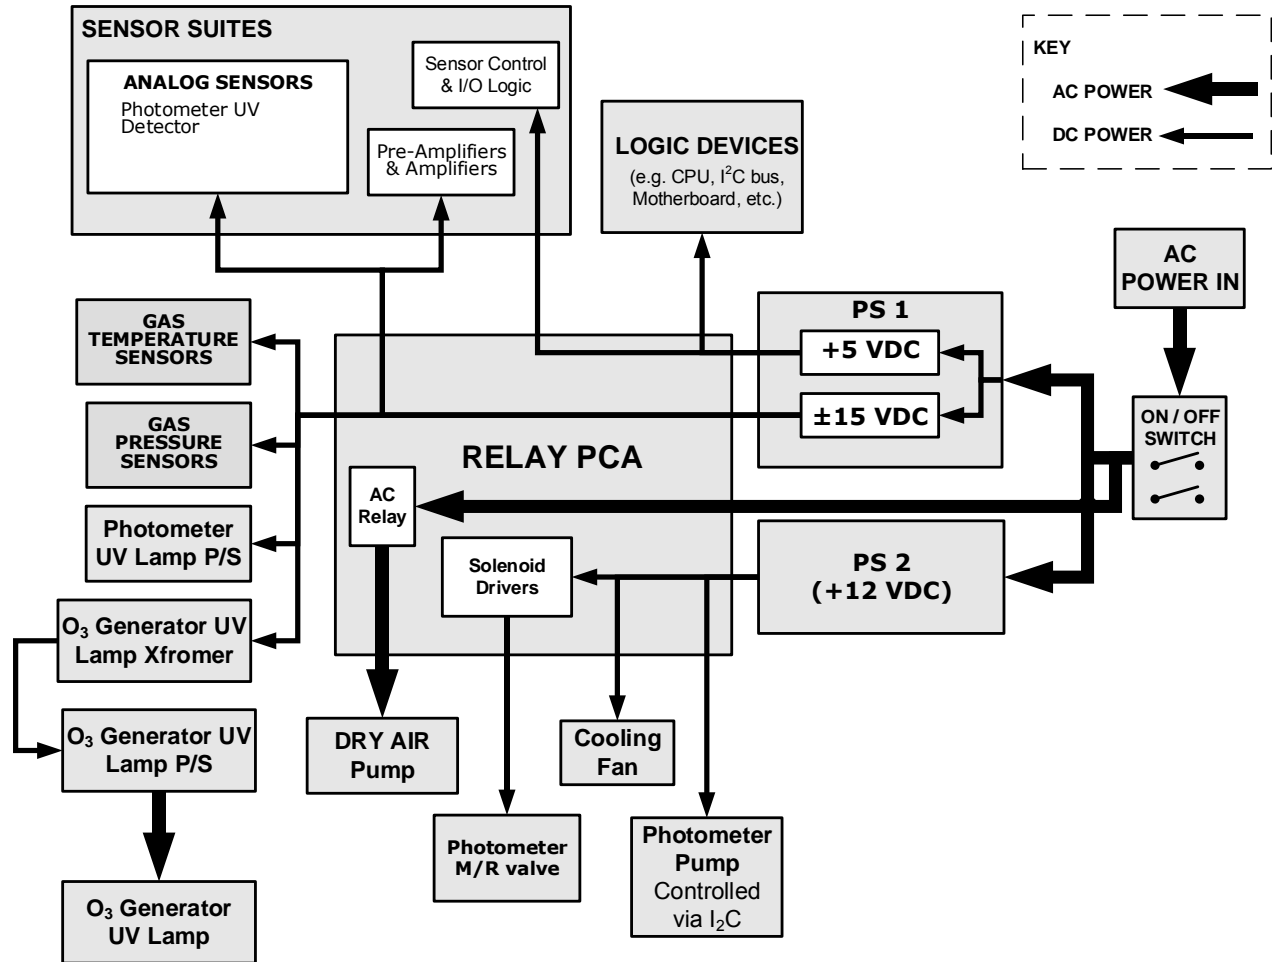 SENSOR SUITES
ANALOG SENSORS
Photometer UV
Detector
Sensor Control
& I/O Logic
Pre-Amplifiers
& Amplifiers
LOGIC DEVICES
(e.g. CPU, I²C bus,
Motherboard, etc.)
KEY
AC POWER
DC POWER
AC
POWER IN
GAS
TEMPERATURE
SENSORS
PS 1
+5 VDC
±15 VDC
ON / OFF
SWITCH
GAS
PRESSURE
SENSORS
RELAY PCA
AC
Relay
Photometer
UV Lamp P/S
Solenoid
Drivers
PS 2
(+12 VDC)
O₃ Generator UV
Lamp Xfromer
O₃ Generator UV
Lamp P/S
DRY AIR
Pump
Cooling
Fan
Photometer
M/R valve
Photometer
Pump
Controlled
via I₂C
O₃ Generator
UV Lamp